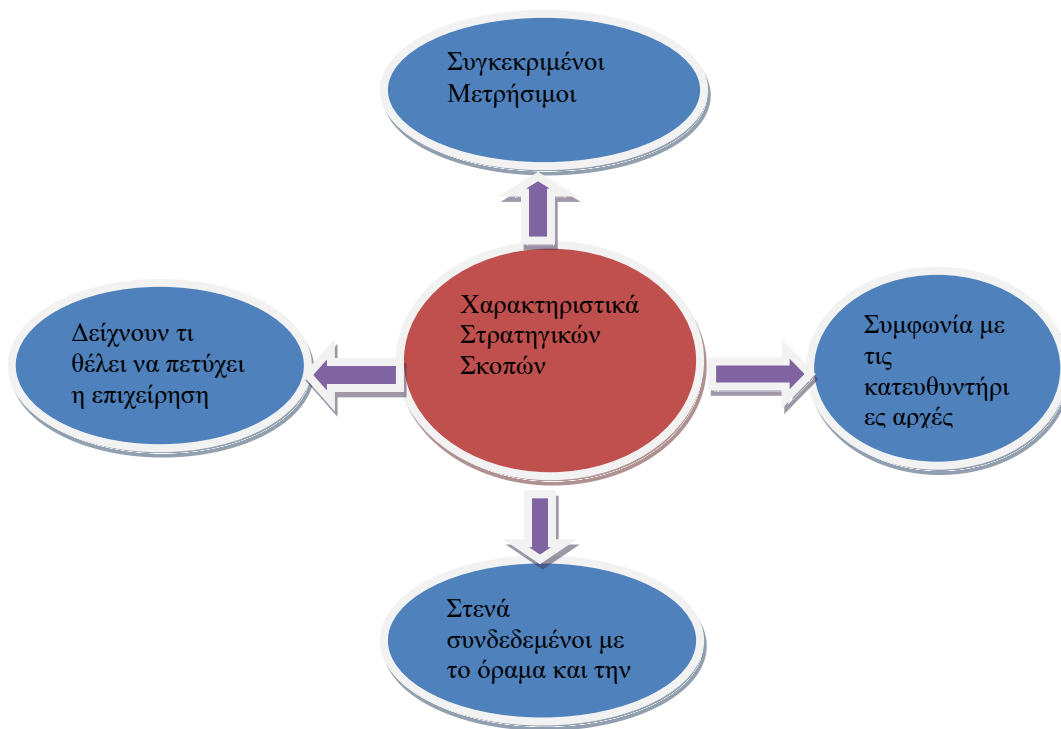 Συγκεκριμένοι
Μετρήσιμοι
Χαρακτηριστικά
Στρατηγικών
Σκοπών
Δείχνουν τι
θέλει να πετύχει
η επιχείρηση
Συμφωνία με
τις
κατευθυντήρι
ες αρχές
Στενά
συνδεδεμένοι με
το όραμα και την